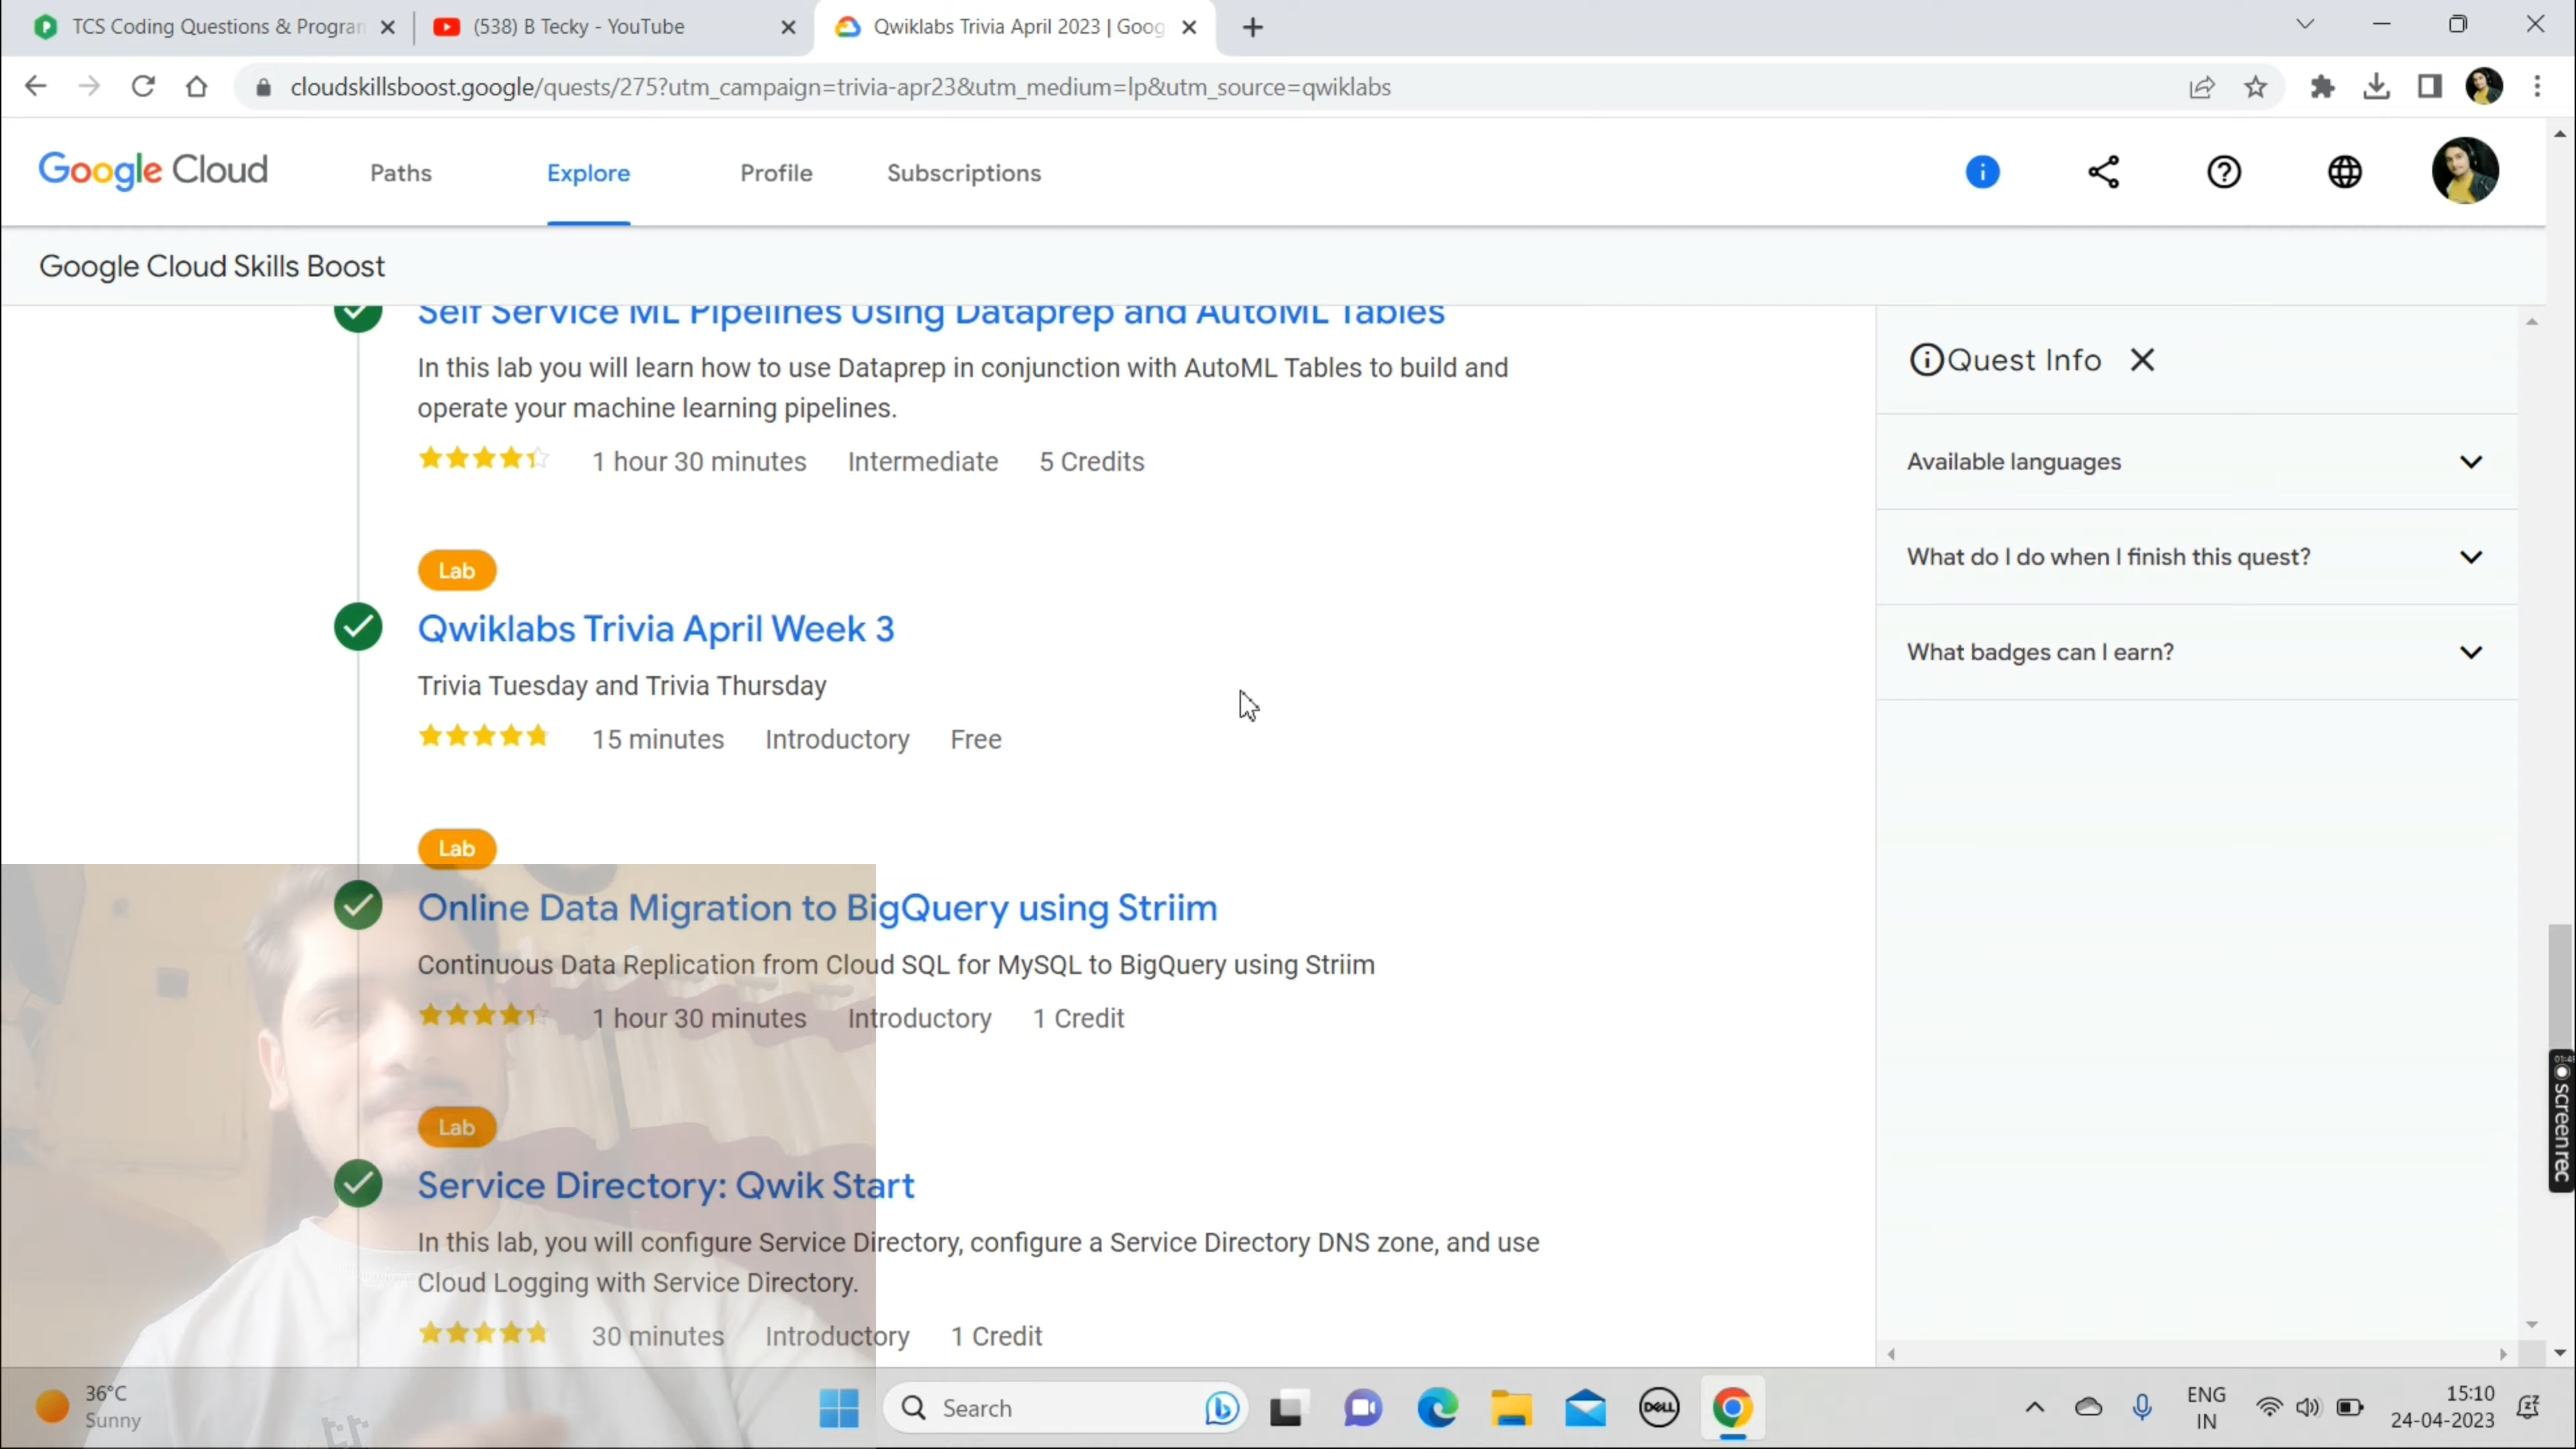 TCS Coding Questions & Progran
(538) B Tecky - YouTube
Qwiklabs Trivia April 2023 | Goog
cloudskillsboost.google/quests/275?utm_campaign=trivia-apr23&utm_medium=lp&utm_source=qwiklabs
Google Cloud
Paths
Explore
Profile
Subscriptions
Google Cloud Skills Boost
Self Service ML Pipelines Using Dataprep and AutoML Tables
In this lab you will learn how to use Dataprep in conjunction with AutoML Tables to build and
operate your machine learning pipelines.
1 hour 30 minutes Intermediate 5 Credits
Lab
Qwiklabs Trivia April Week 3
Trivia Tuesday and Trivia Thursday
15 minutes Introductory Free
Lab
Online Data Migration to BigQuery using Striim
Continuous Data Replication from Cloud SQL for MySQL to BigQuery using Striim
1 hour 30 minutes Introductory 1 Credit
Lab
Service Directory: Qwik Start
In this lab, you will configure Service Directory, configure a Service Directory DNS zone, and use
Cloud Logging with Service Directory.
30 minutes Introductory 1 Credit
Quest Info
Available languages
What do I do when I finish this quest?
What badges can I earn?
screenrec
36°C
Sunny
Search
DELL
ENG
IN
15:10
24-04-2023